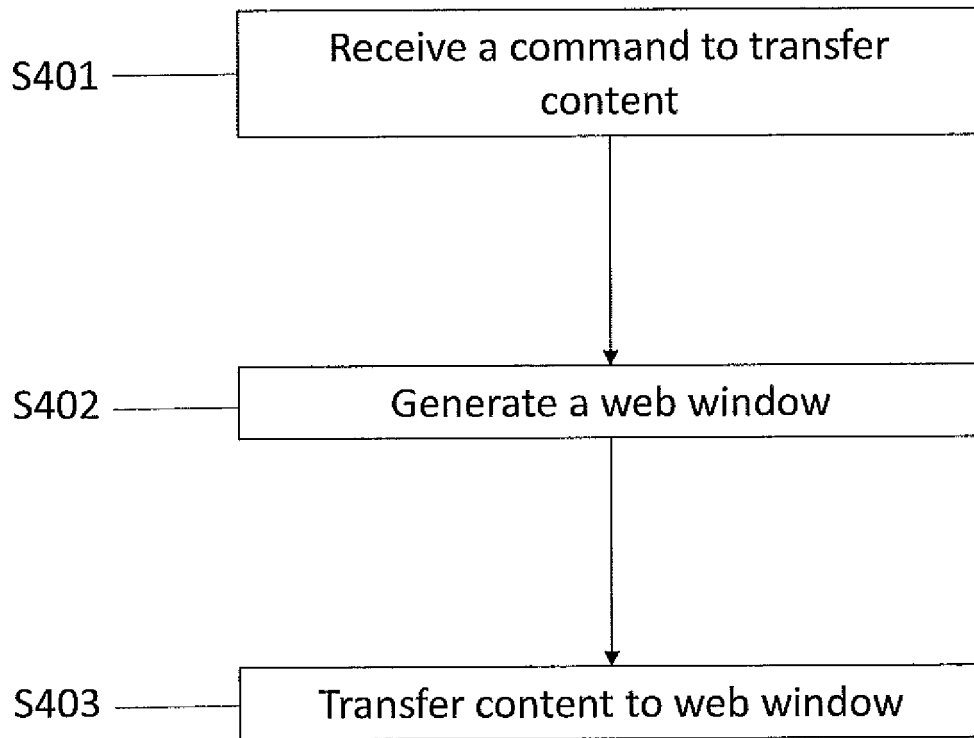 S401
Receive a command to transfer
content
S402
Generate a web window
S403
Transfer content to web window